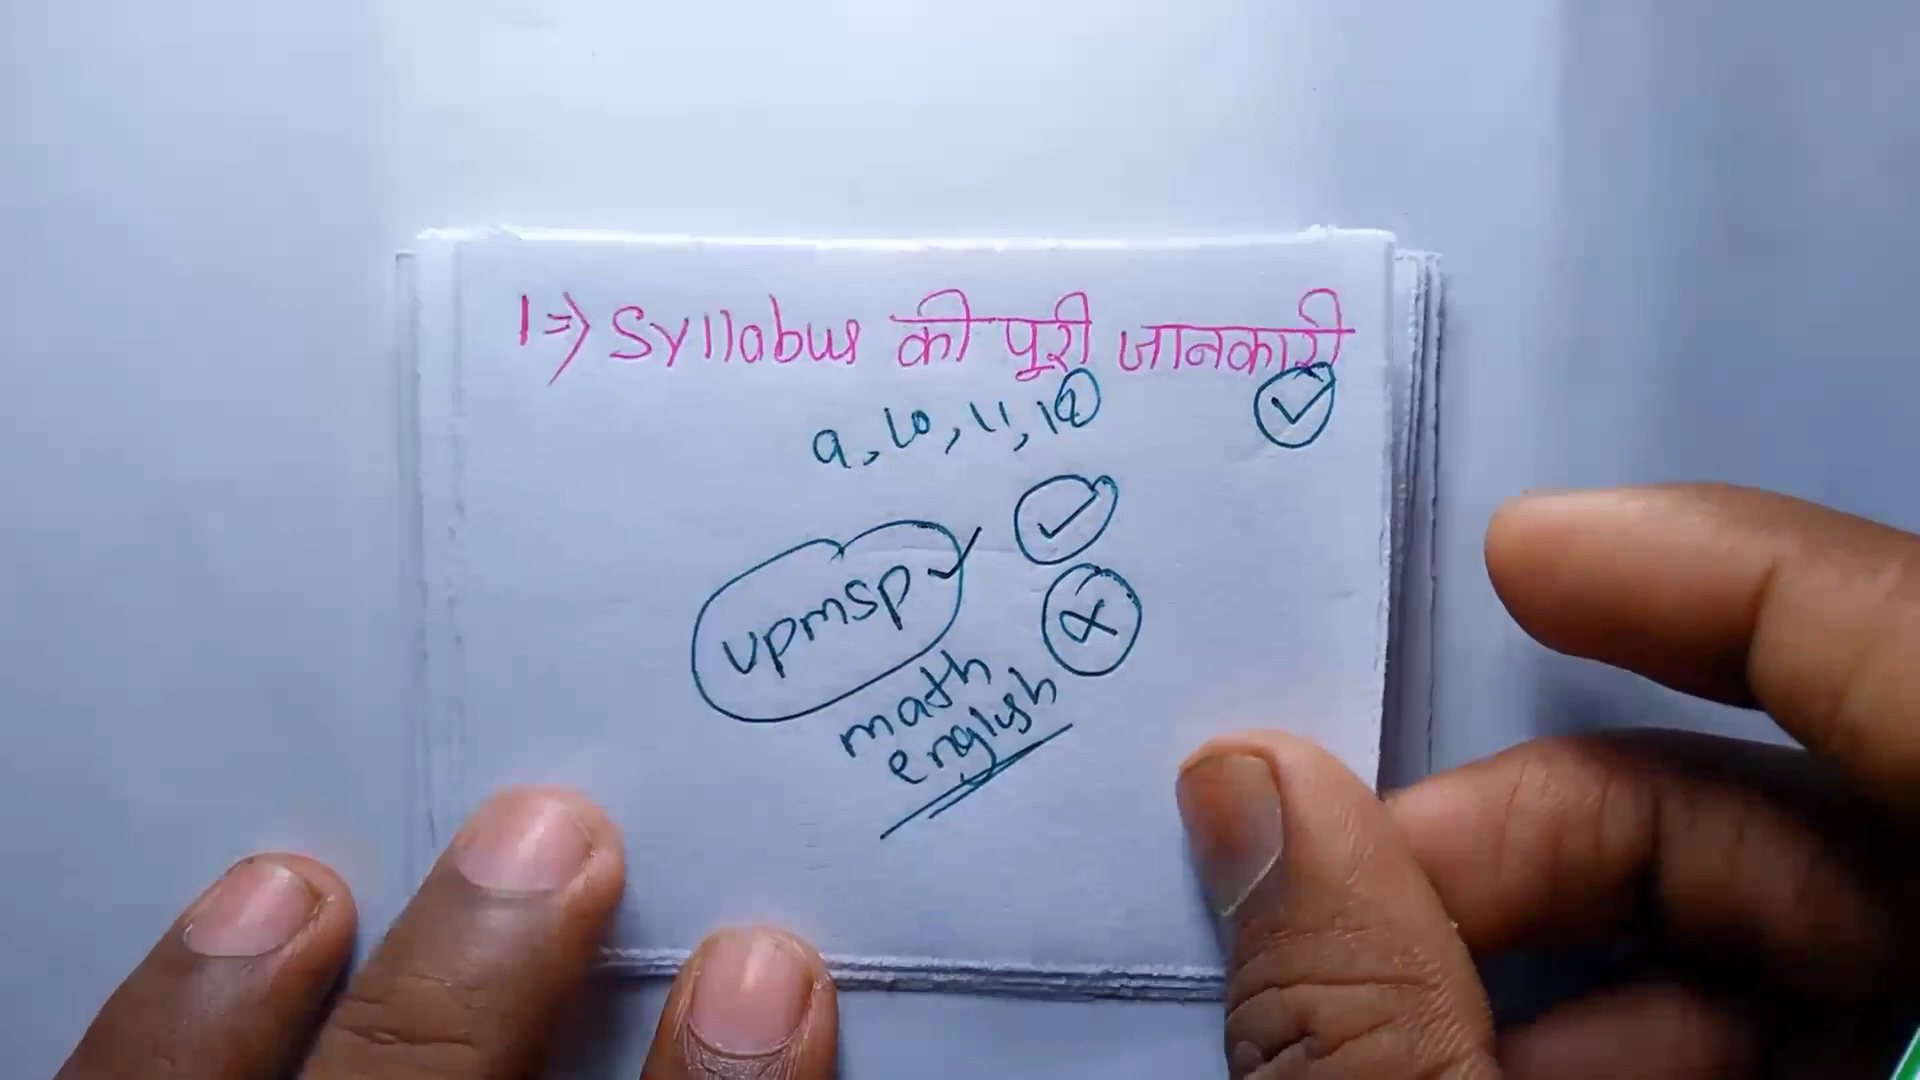 1⇒ Syllabus की पूरी जानकारी
9, 10, 11, 12
upmsp
math,
english